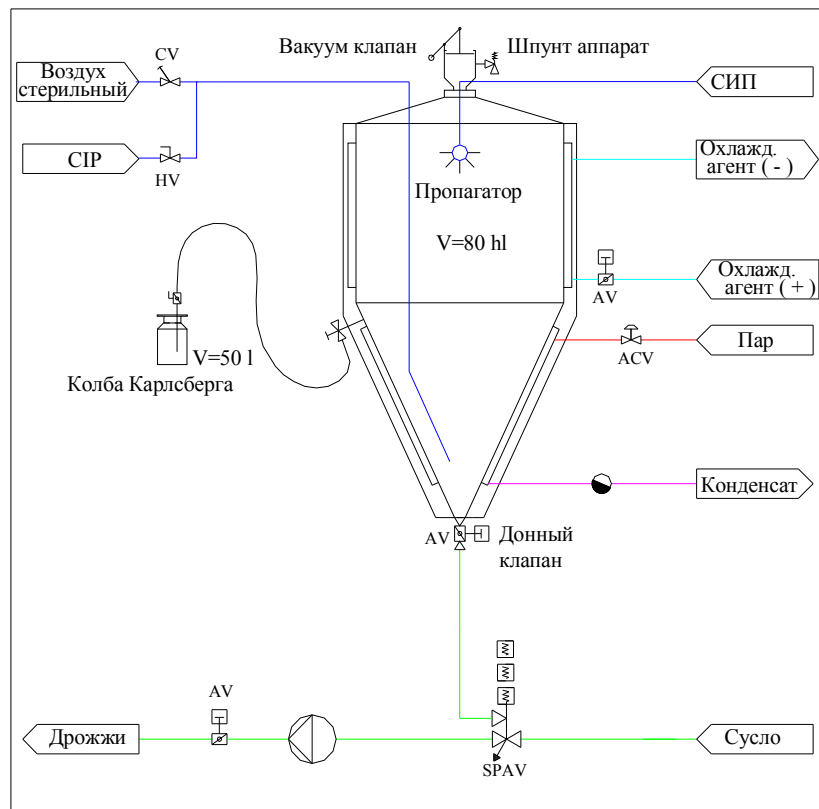 Вакуум клапан
Шпунт аппарат
CV
Воздух
стерильный
СИП
CIP
HV
Охлажд.
агент ( - )
Пропагатор
V=80 hl
Охлажд.
агент ( + )
AV
Пар
ACV
V=50 l
Колба Карлсберга
Конденсат
AV
Донный
клапан
AV
Дрожжи
Сусло
SPAV